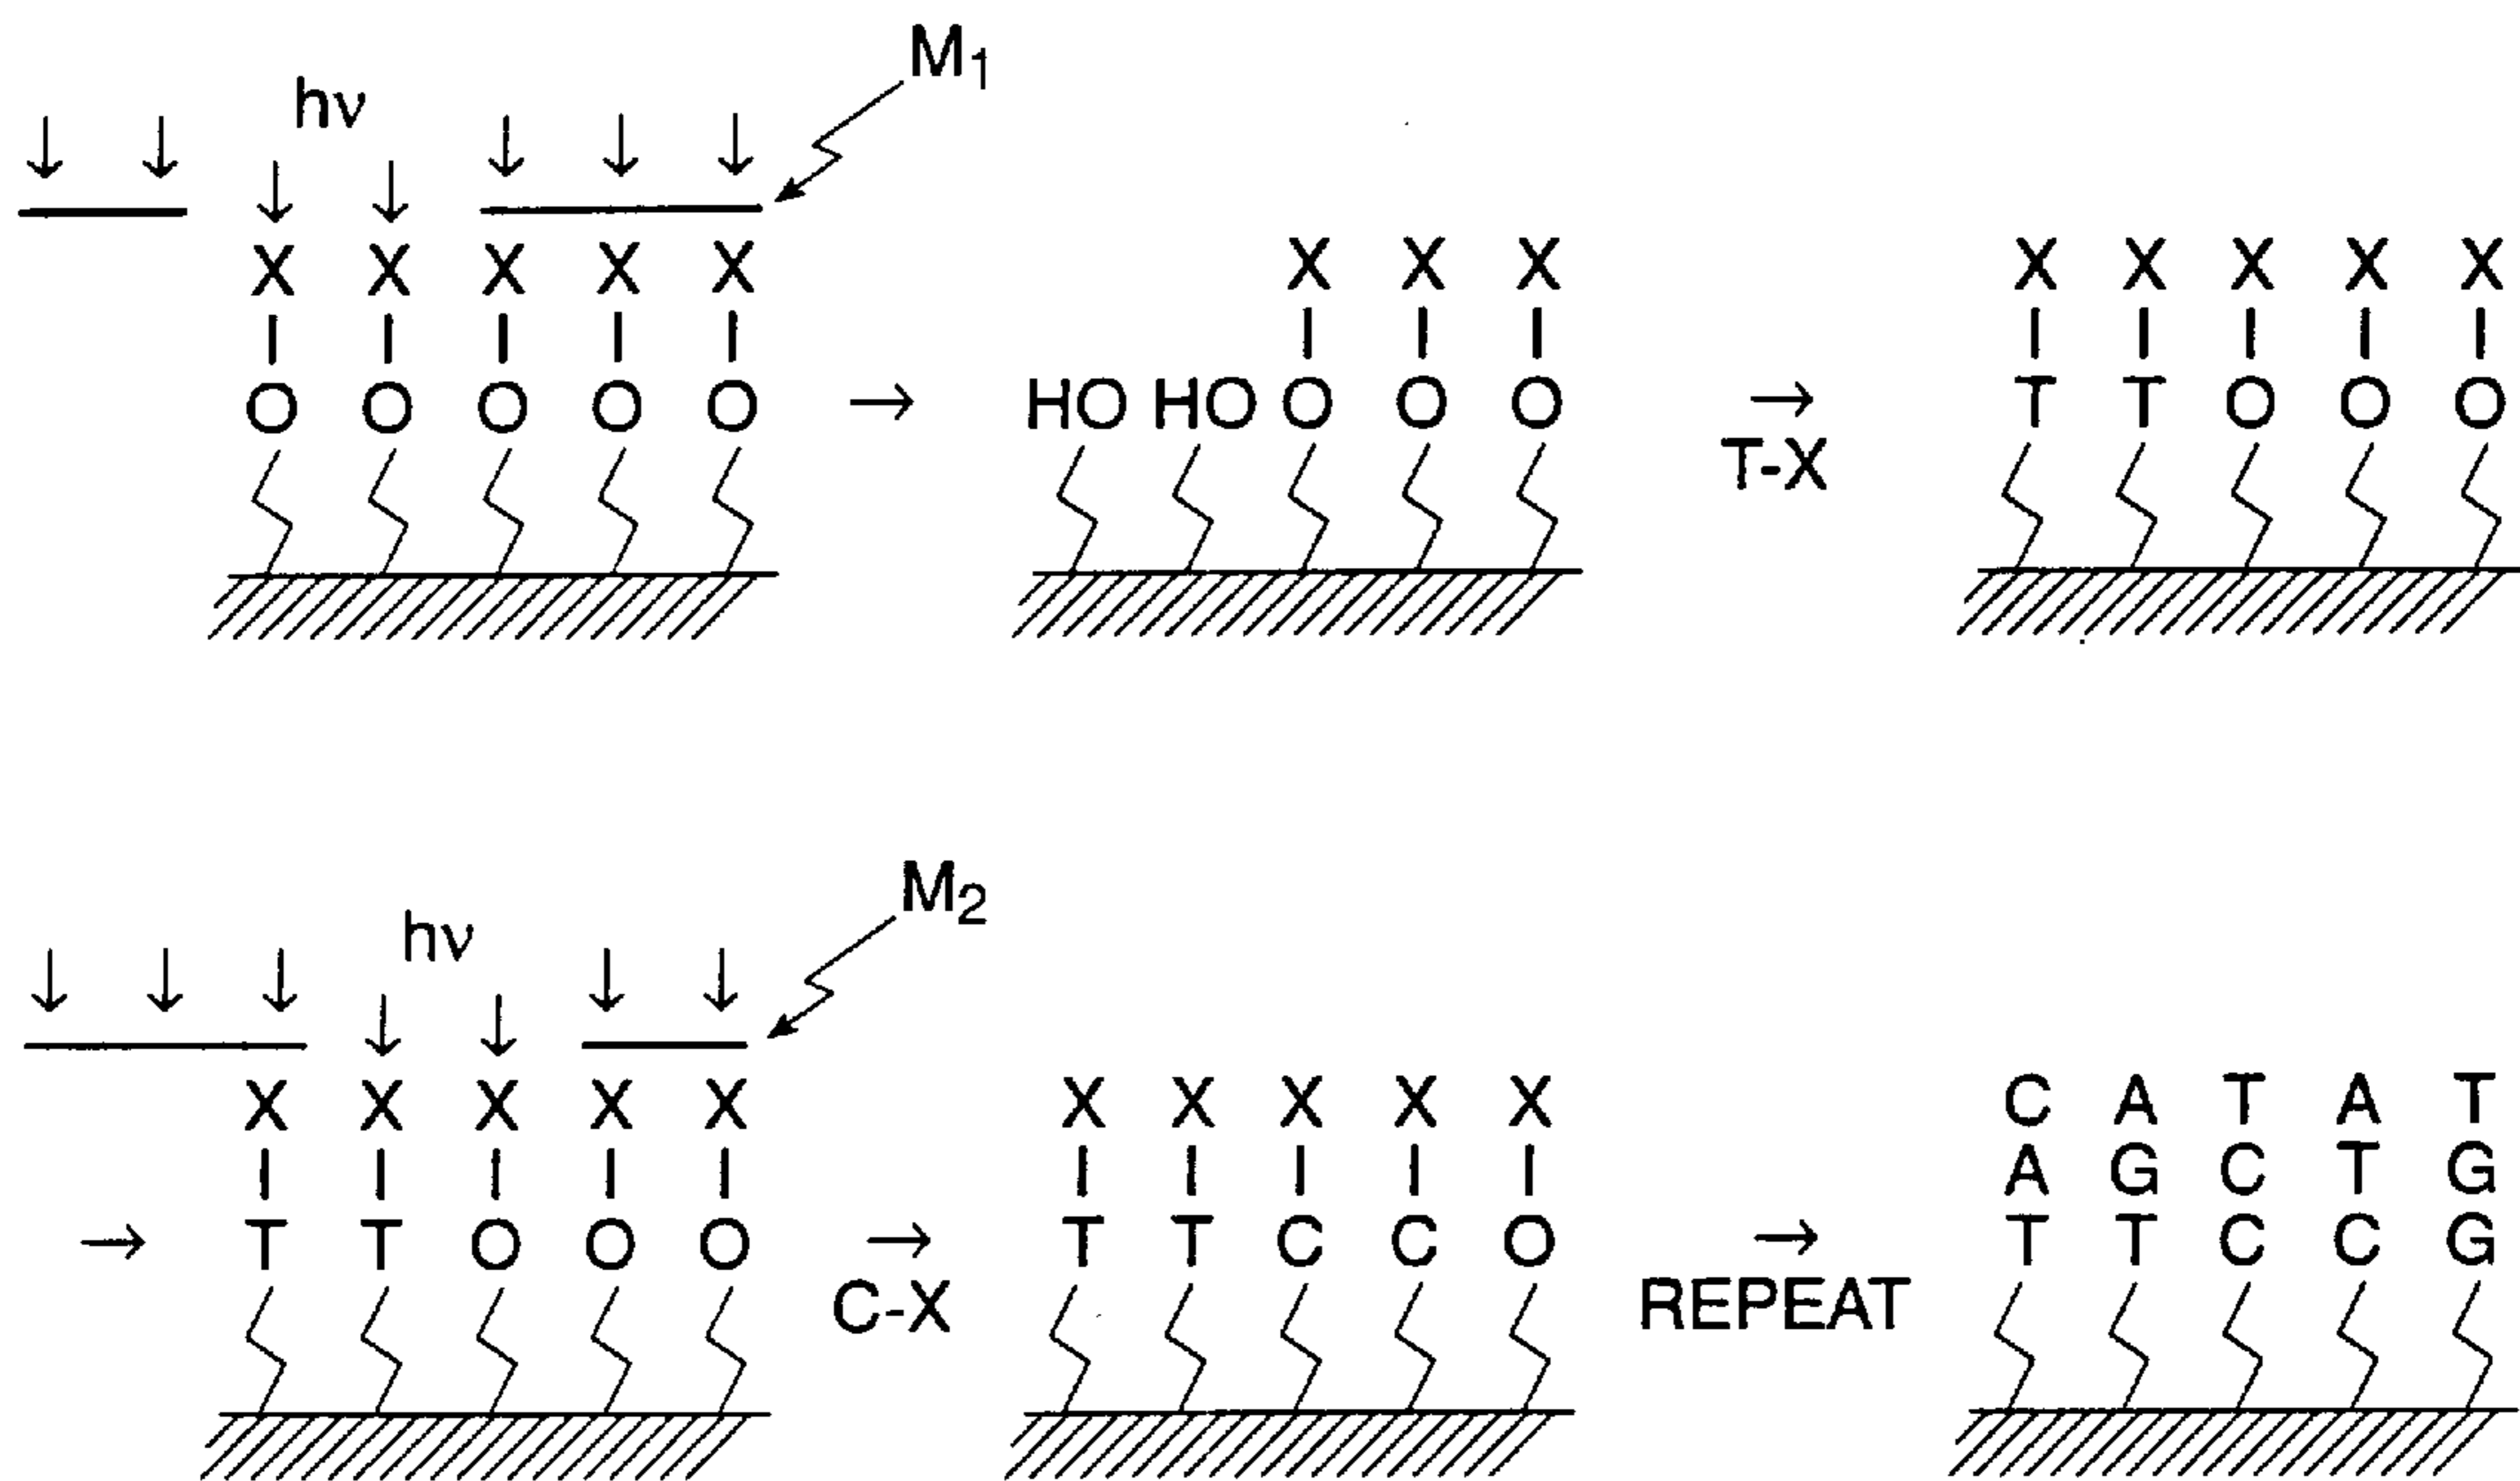 M₁
hν
X X X X X
X X X
X X X X X
O O O O O
→
HO HO O O O
→
T-X
T T O O O
M₂
hν
X X X X X
X X X X X
C A T A T
A G C T G
→
T T O O O
→
C-X
T T C C O
→
REPEAT
T T C C G